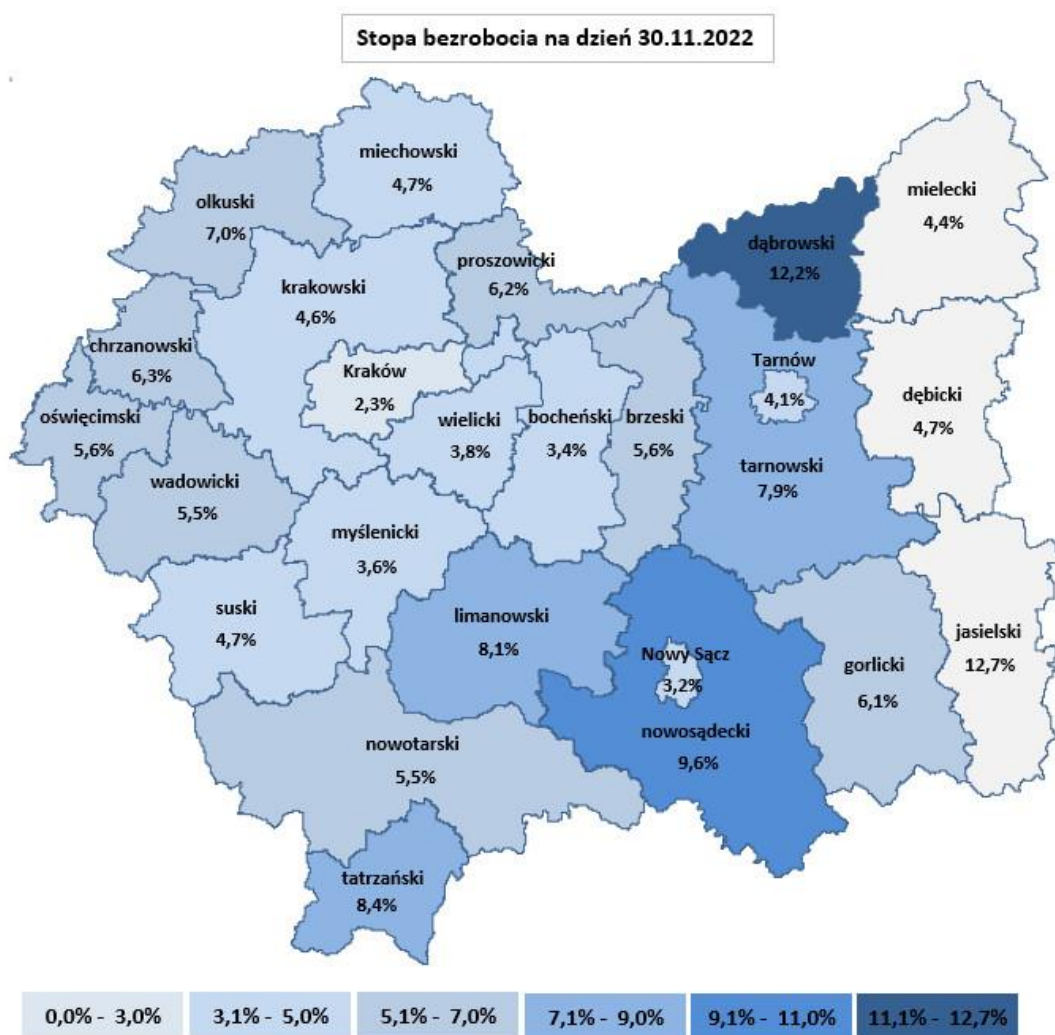 Stopa bezrobocia na dzień 30.11.2022
miechowski
4,7%
mielecki
4,4%
olkuski
7,0%
dąbrowski
12,2%
proszowicki
6,2%
krakowski
4,6%
chrzanowski
6,3%
Kraków
2,3%
Tarnów
4,1%
dębicki
4,7%
oświęcimski
5,6%
wielicki
3,8%
bocheński
3,4%
brzeski
5,6%
tarnowski
7,9%
wadowicki
5,5%
myślenicki
3,6%
suski
4,7%
limanowski
8,1%
Nowy Sącz
3,2%
jasielski
12,7%
gorlicki
6,1%
nowosądecki
9,6%
nowotarski
5,5%
tatrzański
8,4%
0,0% - 3,0%
3,1% - 5,0%
5,1% - 7,0%
7,1% - 9,0%
9,1% - 11,0%
11,1% - 12,7%